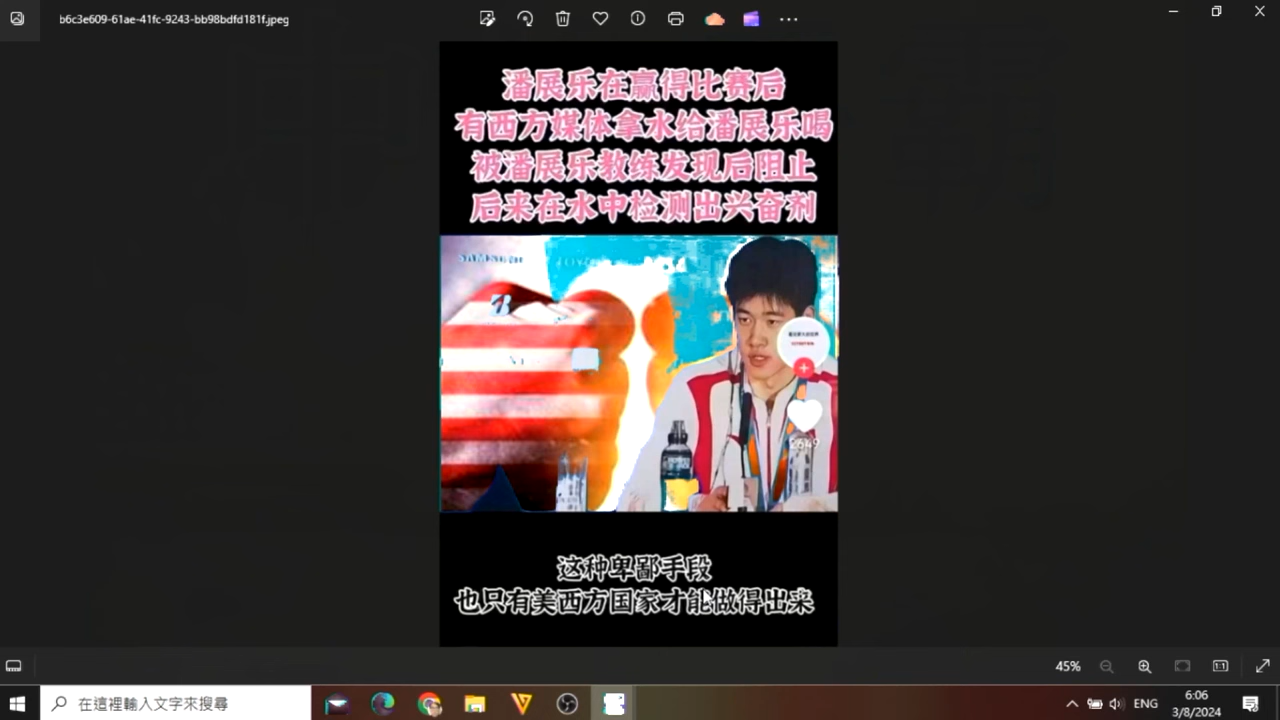 b6c3e609-61ae-41fc-9243-bb98bdfd181f.jpeg
潘展乐在赢得比赛后
有西方媒体拿水给潘展乐喝
被潘展乐教练发现后阻止
后来在水中检测出兴奋剂
这种卑鄙手段
也只有美西方国家才能做得出来
45%
在這裡輸入文字來搜尋
ENG
6:06
3/8/2024